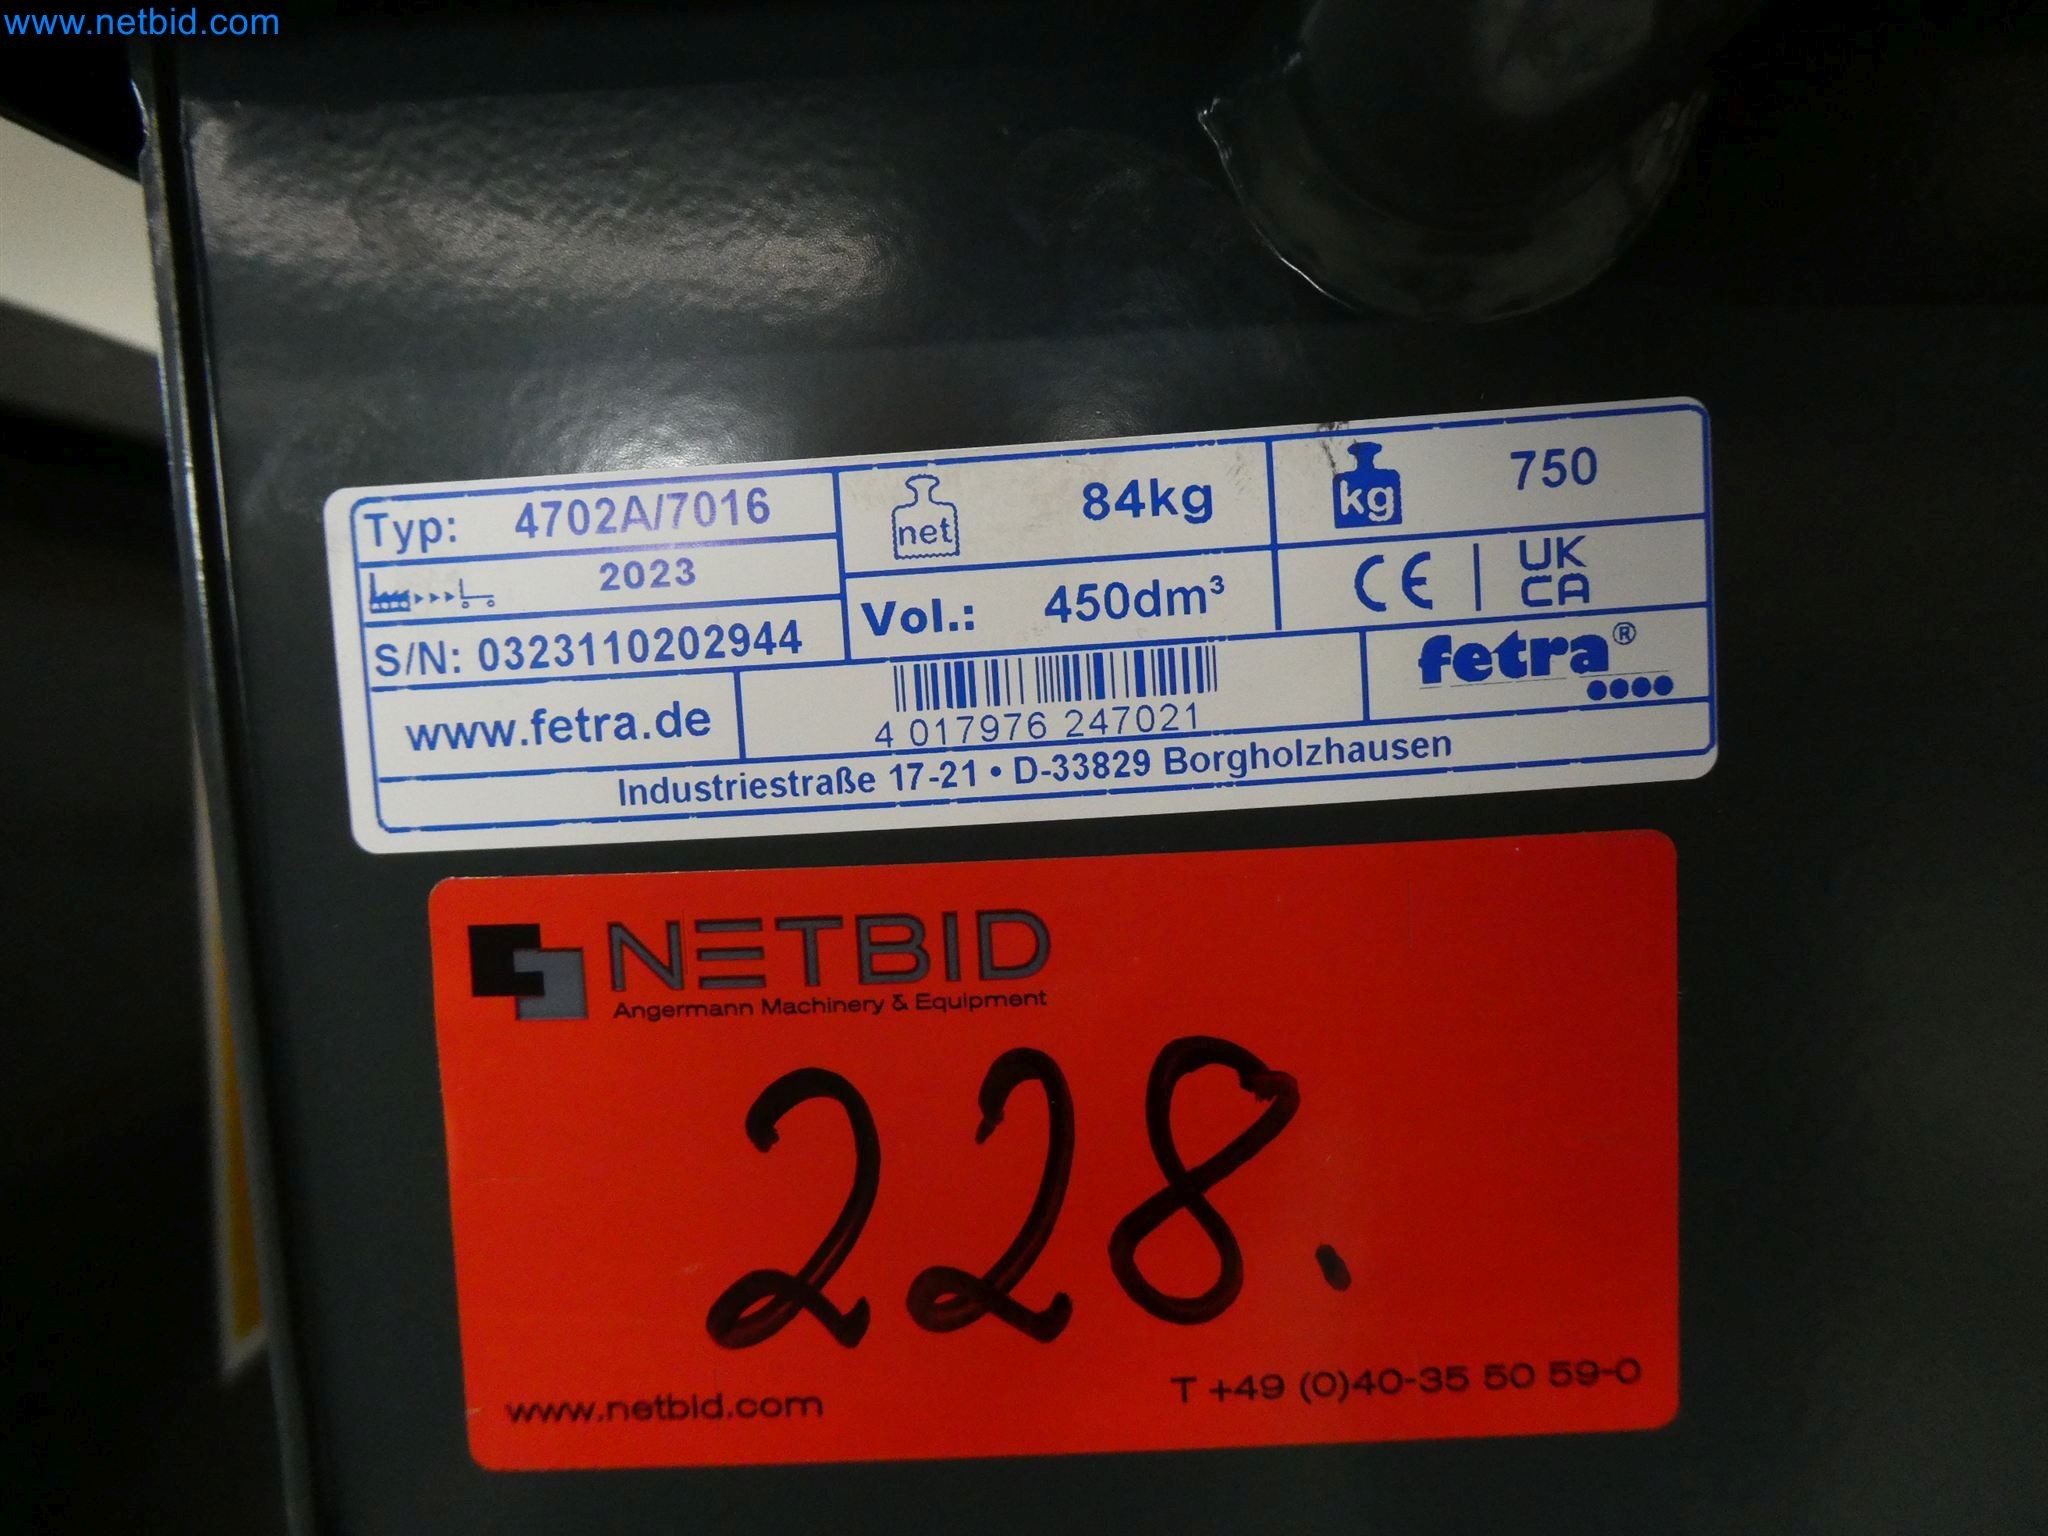 www.netbid.com
Typ: 4702A/7016
net 84kg
kg 750
2023
Vol.: 450dm³
CE | UK CA
S/N: 0323110202944
www.fetra.de
4 017976 247021
fetra®
Industriestraße 17-21 • D-33829 Borgholzhausen
NETBID
Angermann Machinery & Equipment
228.
www.netbid.com
T +49 (0)40-35 50 59-0